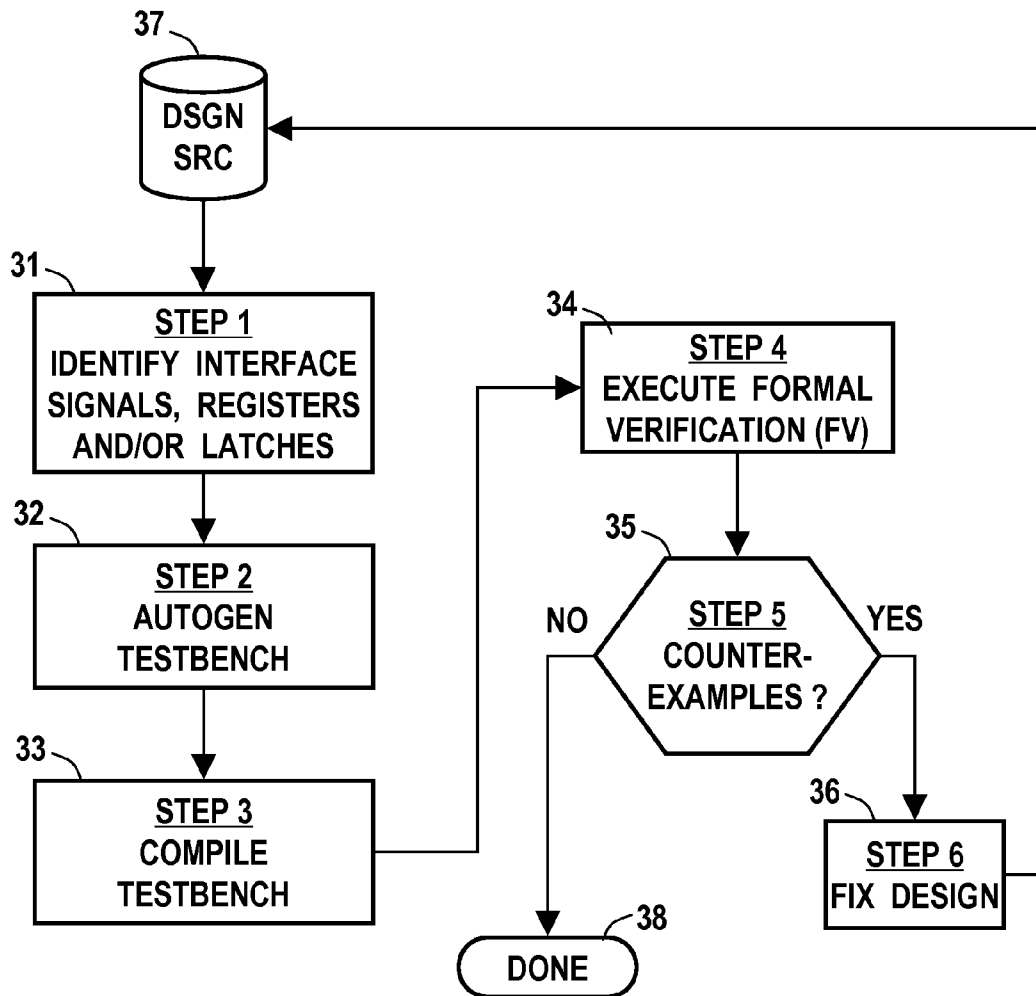 37
DSGN
SRC
31
STEP 1
IDENTIFY INTERFACE
SIGNALS, REGISTERS
AND/OR LATCHES
32
STEP 2
AUTOGEN
TESTBENCH
33
STEP 3
COMPILE
TESTBENCH
34
STEP 4
EXECUTE FORMAL
VERIFICATION (FV)
35
NO
STEP 5
COUNTER-
EXAMPLES ?
YES
36
STEP 6
FIX DESIGN
38
DONE